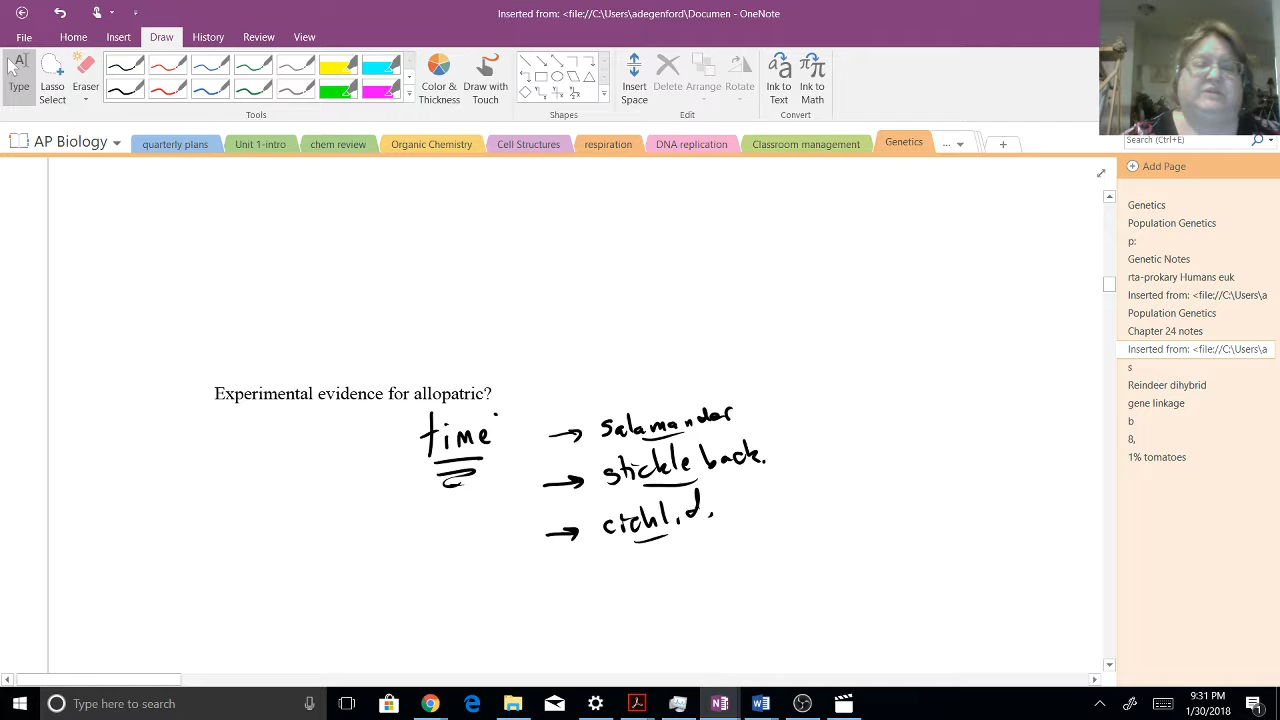 Inserted from: <file://C:\Users\adegenford\Documen - OneNote
File Home Insert Draw History Review View
Type
Lasso Select
Eraser
Color & Thickness
Draw with Touch
Insert Space
Delete
Arrange
Rotate
Ink to Text
Ink to Math
Tools Shapes Edit Convert
AP Biology quarterly plans Unit 1-intro chem review Organic Chemistry Cell Structures respiration DNA replication Classroom management Genetics ... +
Search (Ctrl+E)
Add Page
Genetics
Population Genetics
p:
Genetic Notes
rta-prokary Humans euk
Inserted from: <file://C:\Users\a
Population Genetics
Chapter 24 notes
Inserted from: <file://C:\Users\a
s
Reindeer dihybrid
gene linkage
b
8,
1% tomatoes
Experimental evidence for allopatric?
time → salamander
→ stickle back.
→ cichlid.
Type here to search
9:31 PM
1/30/2018
1